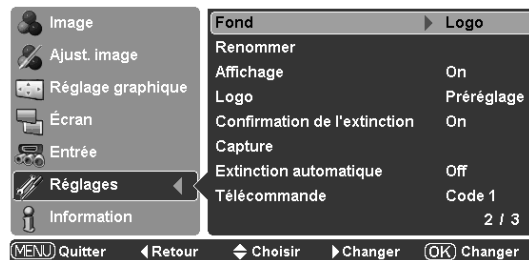 Image
Ajust. image
Réglage graphique
Écran
Entrée
Réglages
Information
Fond Logo
Renommer
Affichage On
Logo Préréglage
Confirmation de l'extinction On
Capture
Extinction automatique Off
Télécommande Code 1
2 / 3
MENU Quitter Retour Choisir Changer OK Changer